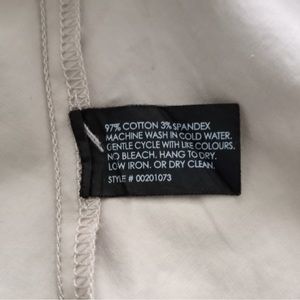 97% COTTON 3% SPANDEX
MACHINE WASH IN COLD WATER.
GENTLE CYCLE WITH LIKE COLOURS.
NO BLEACH. HANG TO DRY.
LOW IRON. OR DRY CLEAN.
STYLE # 00201073